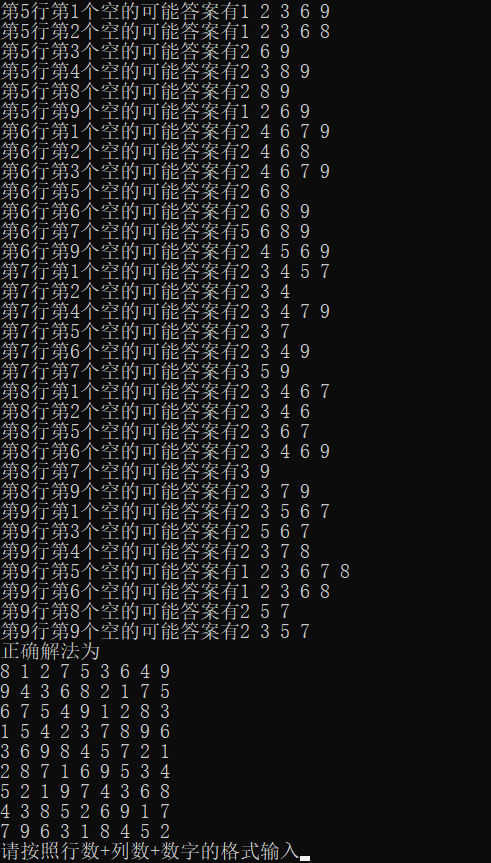 第5行第1个空的可能答案有1 2 3 6 9
第5行第2个空的可能答案有1 2 3 6 8
第5行第3个空的可能答案有2 6 9
第5行第4个空的可能答案有2 3 8 9
第5行第8个空的可能答案有2 8 9
第5行第9个空的可能答案有1 2 6 9
第6行第1个空的可能答案有2 4 6 7 9
第6行第2个空的可能答案有2 4 6 8
第6行第3个空的可能答案有2 4 6 7 9
第6行第5个空的可能答案有2 6 8
第6行第6个空的可能答案有2 6 8 9
第6行第7个空的可能答案有5 6 8 9
第6行第9个空的可能答案有2 4 5 6 9
第7行第1个空的可能答案有2 3 4 5 7
第7行第2个空的可能答案有2 3 4
第7行第4个空的可能答案有2 3 4 7 9
第7行第5个空的可能答案有2 3 7
第7行第6个空的可能答案有2 3 4 9
第7行第7个空的可能答案有3 5 9
第8行第1个空的可能答案有2 3 4 6 7
第8行第2个空的可能答案有2 3 4 6
第8行第5个空的可能答案有2 3 6 7
第8行第6个空的可能答案有2 3 4 6 9
第8行第7个空的可能答案有3 9
第8行第9个空的可能答案有2 3 7 9
第9行第1个空的可能答案有2 3 5 6 7
第9行第3个空的可能答案有2 5 6 7
第9行第4个空的可能答案有2 3 7 8
第9行第5个空的可能答案有1 2 3 6 7 8
第9行第6个空的可能答案有1 2 3 6 8
第9行第8个空的可能答案有2 5 7
第9行第9个空的可能答案有2 3 5 7
正确解法为
8 1 2 7 5 3 6 4 9
9 4 3 6 8 2 1 7 5
6 7 5 4 9 1 2 8 3
1 5 4 2 3 7 8 9 6
3 6 9 8 4 5 7 2 1
2 8 7 1 6 9 5 3 4
5 2 1 9 7 4 3 6 8
4 3 8 5 2 6 9 1 7
7 9 6 3 1 8 4 5 2
请按照行数+列数+数字的格式输入